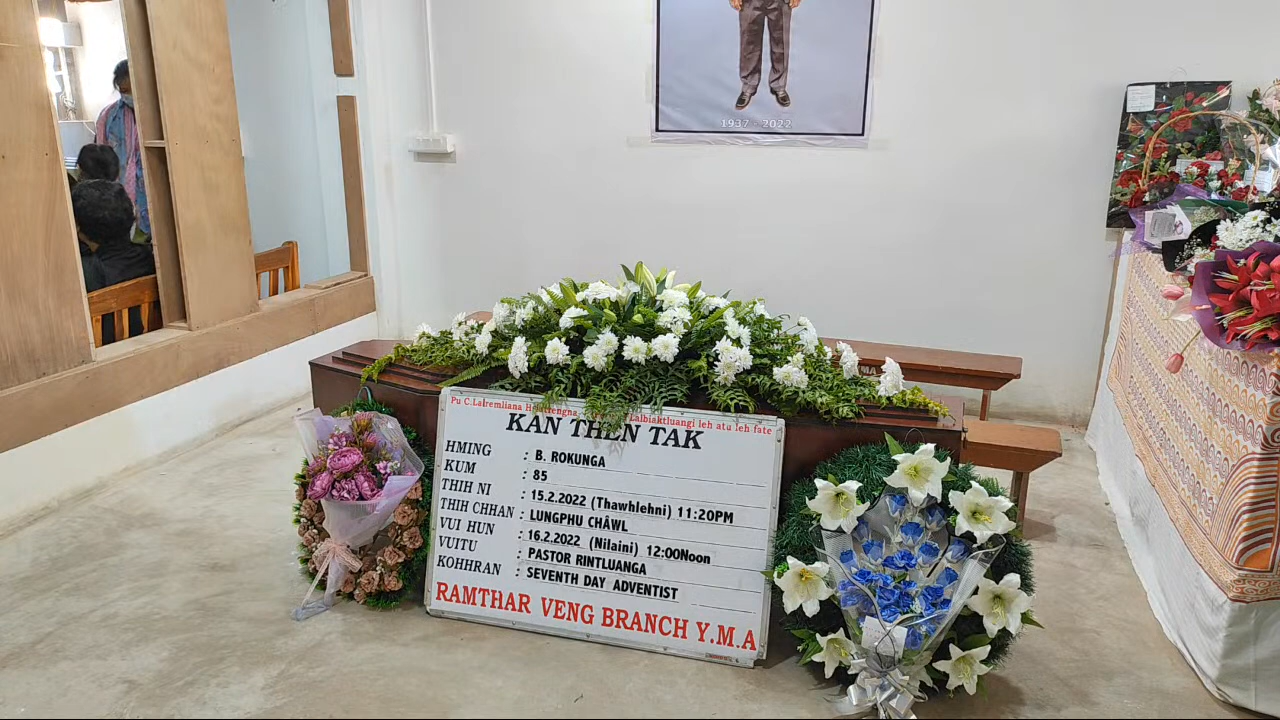 1937 - 2022
Pu C.Lalremliana leh atu leh fate
KAN THEN TAK
HMING : B. ROKUNGA
KUM : 85
THIH NI : 15.2.2022 (Thawhlehni) 11:20PM
THIH CHHAN : LUNGPHU CHÂWL
VUI HUN : 16.2.2022 (Nilaini) 12:00Noon
VUITU : PASTOR RINTLUANGA
KOHHRAN : SEVENTH DAY ADVENTIST
RAMTHAR VENG BRANCH Y.M.A